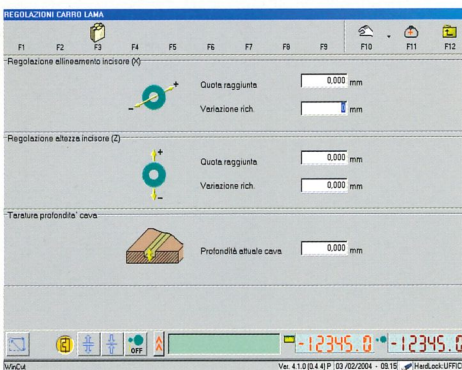 REGOLAZIONI CARRO LAMA
F1 F2 F3 F4 F5 F6 F7 F8 F9 F10 F11 F12
Regolazione allineamento incisore (X)
Quota raggiunta 0,000 mm
Variazione rich. 0 mm
Regolazione altezza incisore (Z)
Quota raggiunta 0,000 mm
Variazione rich. 0,000 mm
Taratura profondita' cava
Profondità attuale cava 0,000 mm
OFF -12345.0 -12345.0
WinCut Ver. 4.1.0 [0.4.4] P 03/02/2004 - 09:15 HardLock:UFFIC